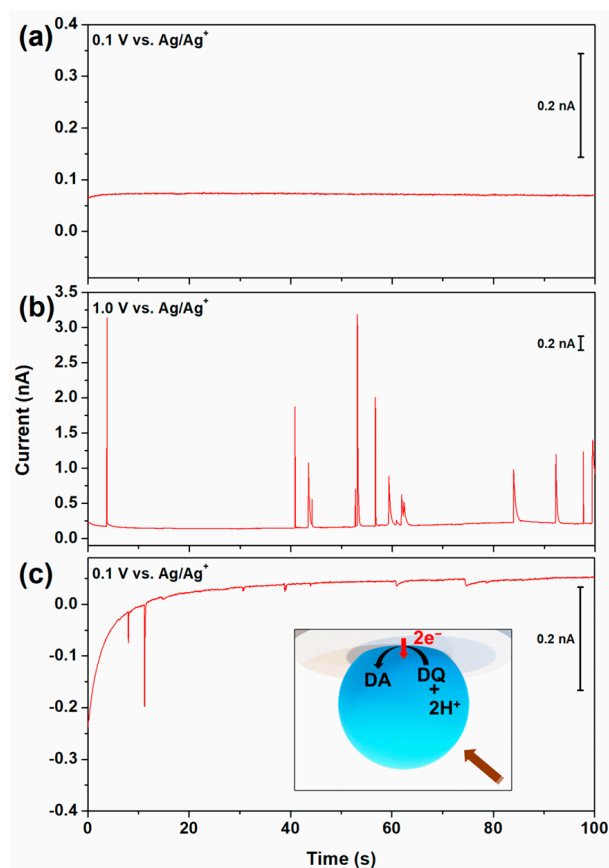 (a)
0.1 V vs. Ag/Ag⁺
0.4
0.3
0.2
0.1
0.0
0.2 nA
(b)
1.0 V vs. Ag/Ag⁺
3.5
3.0
2.5
2.0
1.5
1.0
0.5
0.0
0.2 nA
Current (nA)
(c)
0.1 V vs. Ag/Ag⁺
0.0
-0.1
-0.2
-0.3
-0.4
0.2 nA
2e⁻
DA DQ
+
2H⁺
0 20 40 60 80 100
Time (s)